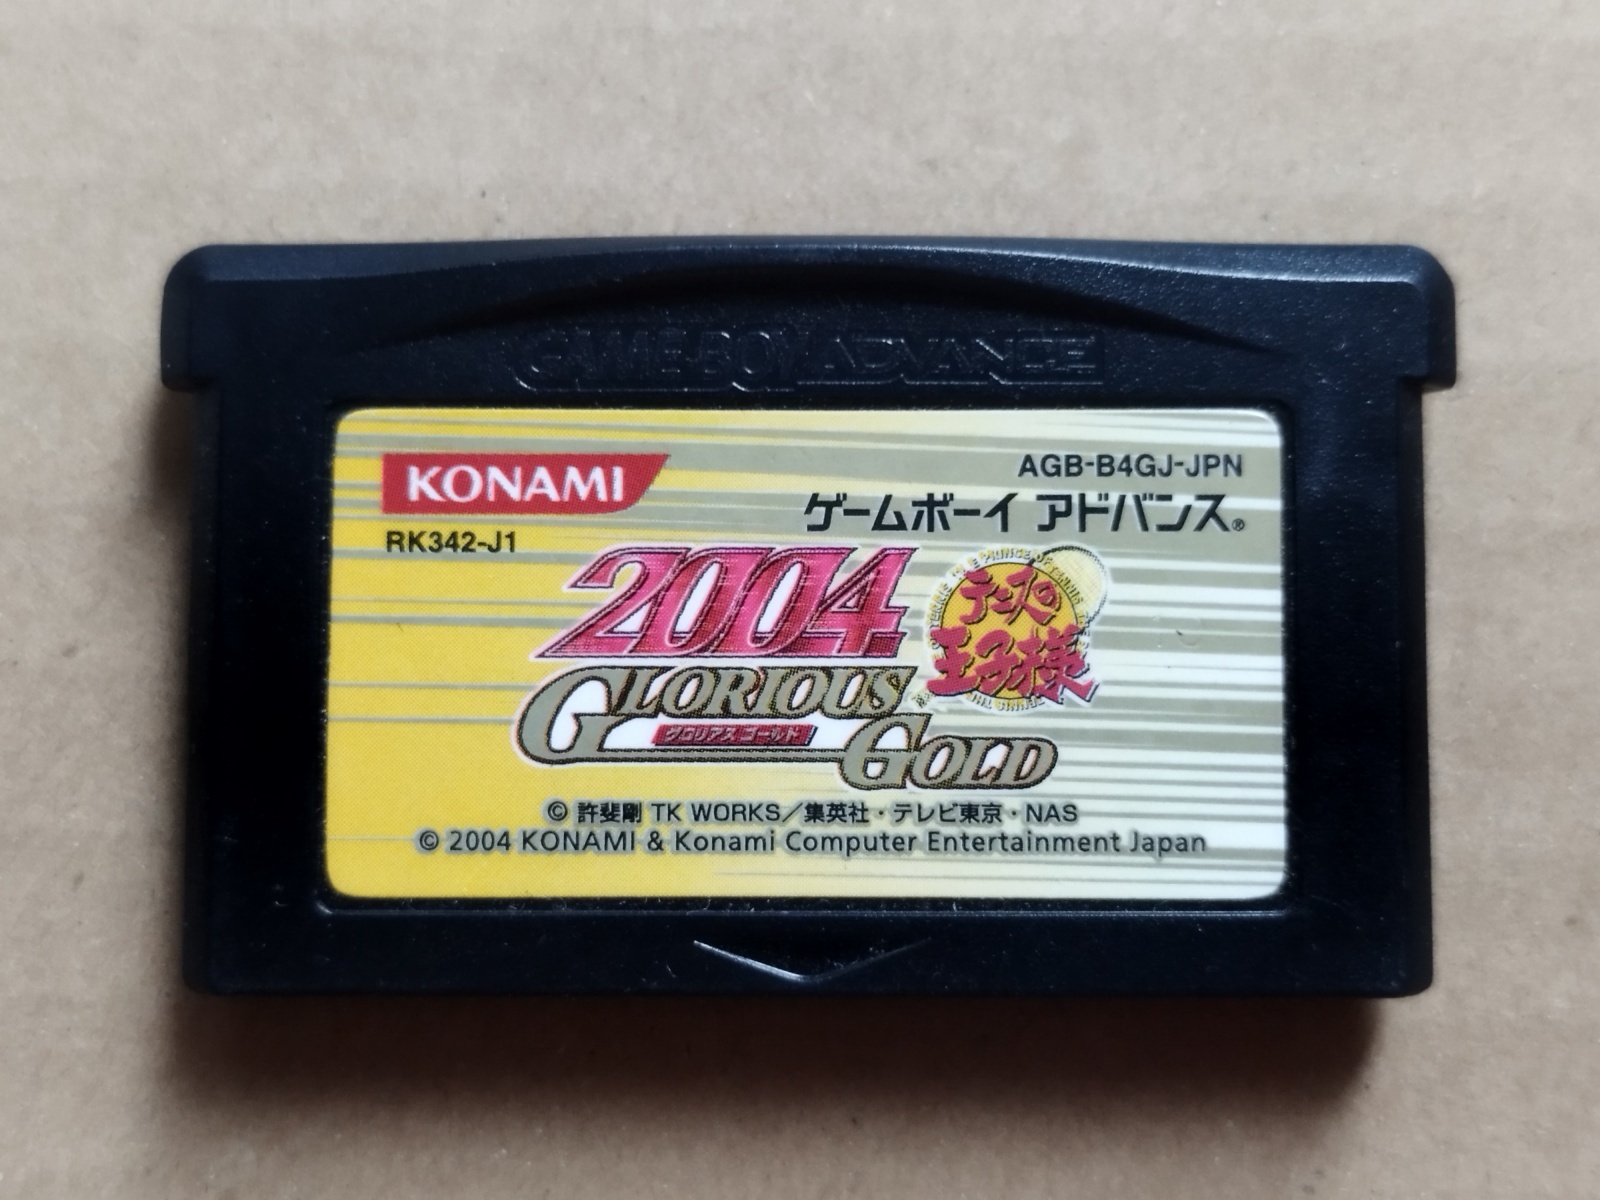 GAME BOY ADVANCE
KONAMI
AGB-B4GJ-JPN
ゲームボーイ アドバンス®
RK342-J1
2004
テニスの
王子様
GLORIOUS
グロリアス ゴールド
GOLD
© 許斐剛 TK WORKS／集英社・テレビ東京・NAS
© 2004 KONAMI & Konami Computer Entertainment Japan